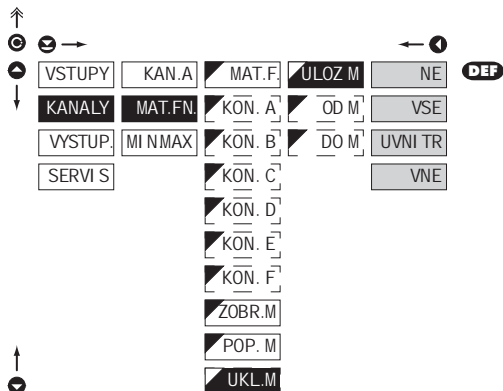 VSTUPY KAN.A MAT.F. ULOZ M NE DEF
KANALY MAT.FN. KON. A OD M VSE
VYSTUP. MINMAX KON. B DO M UVNITR
SERVIS KON. C VNE
KON. D
KON. E
KON. F
ZOBR.M
POP. M
UKL.M